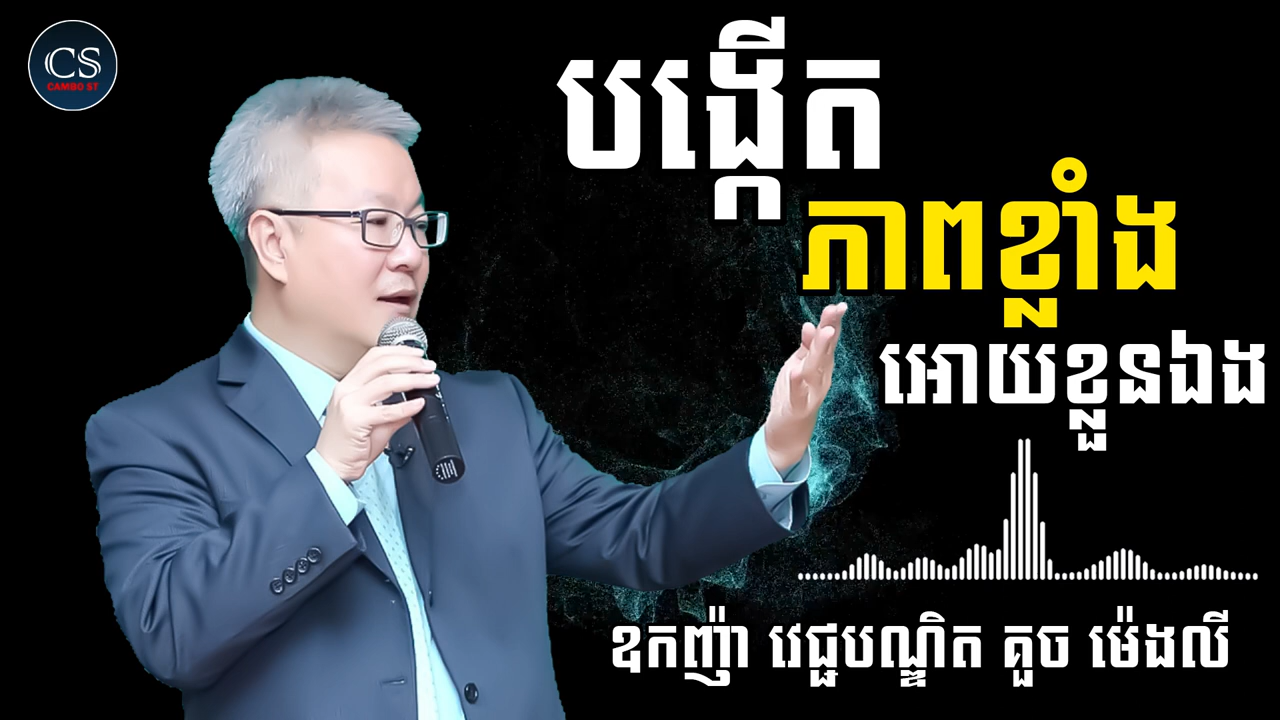 CS
CAMBO ST
បង្កើត
ភាពខ្លាំង
អោយខ្លួនឯង
ឧកញ៉ា វេជ្ជបណ្ឌិត គួច ម៉េងលី